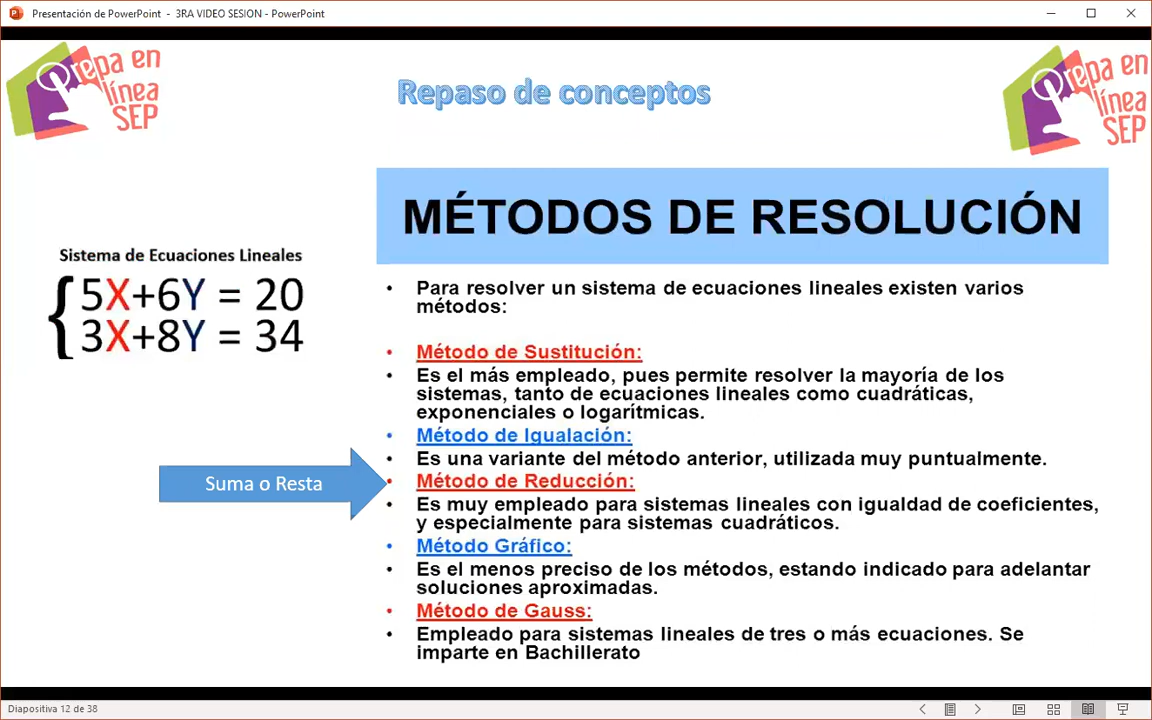 Presentación de PowerPoint - 3RA VIDEO SESION - PowerPoint
Prepa en
línea
SEP
Repaso de conceptos
Prepa en
línea
SEP
MÉTODOS DE RESOLUCIÓN
Sistema de Ecuaciones Lineales
5X+6Y = 20
3X+8Y = 34
• Para resolver un sistema de ecuaciones lineales existen varios
métodos:
• Método de Sustitución:
• Es el más empleado, pues permite resolver la mayoría de los
sistemas, tanto de ecuaciones lineales como cuadráticas,
exponenciales o logarítmicas.
• Método de Igualación:
• Es una variante del método anterior, utilizada muy puntualmente.
Suma o Resta
• Método de Reducción:
• Es muy empleado para sistemas lineales con igualdad de coeficientes,
y especialmente para sistemas cuadráticos.
• Método Gráfico:
• Es el menos preciso de los métodos, estando indicado para adelantar
soluciones aproximadas.
• Método de Gauss:
• Empleado para sistemas lineales de tres o más ecuaciones. Se
imparte en Bachillerato
Diapositiva 12 de 38